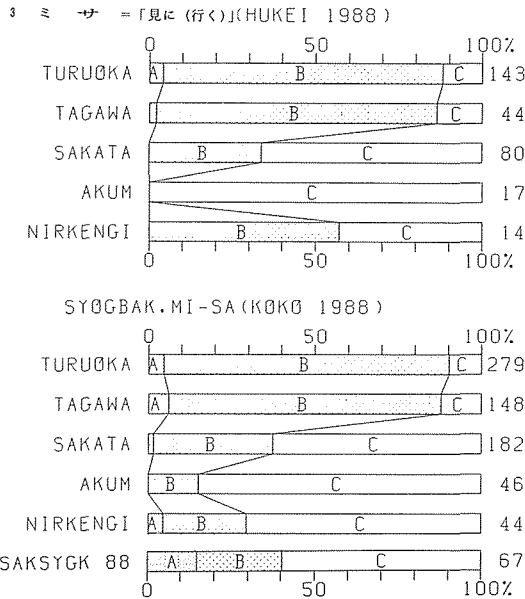 3 ミ サ =「見に (行く)」(HUKEI 1988)
0 50 100%
TURUØKA A B C 143
TAGAWA B C 44
SAKATA B C 80
AKUM C 17
NIRKENGI B C 14
0 50 100%
SYØGBAK.MI-SA(KØKØ 1988)
0 50 100%
TURUØKA A B C 279
TAGAWA A B C 148
SAKATA B C 182
AKUM B C 46
NIRKENGI A B C 44
SAKSYGK 88 A B C 67
0 50 100%